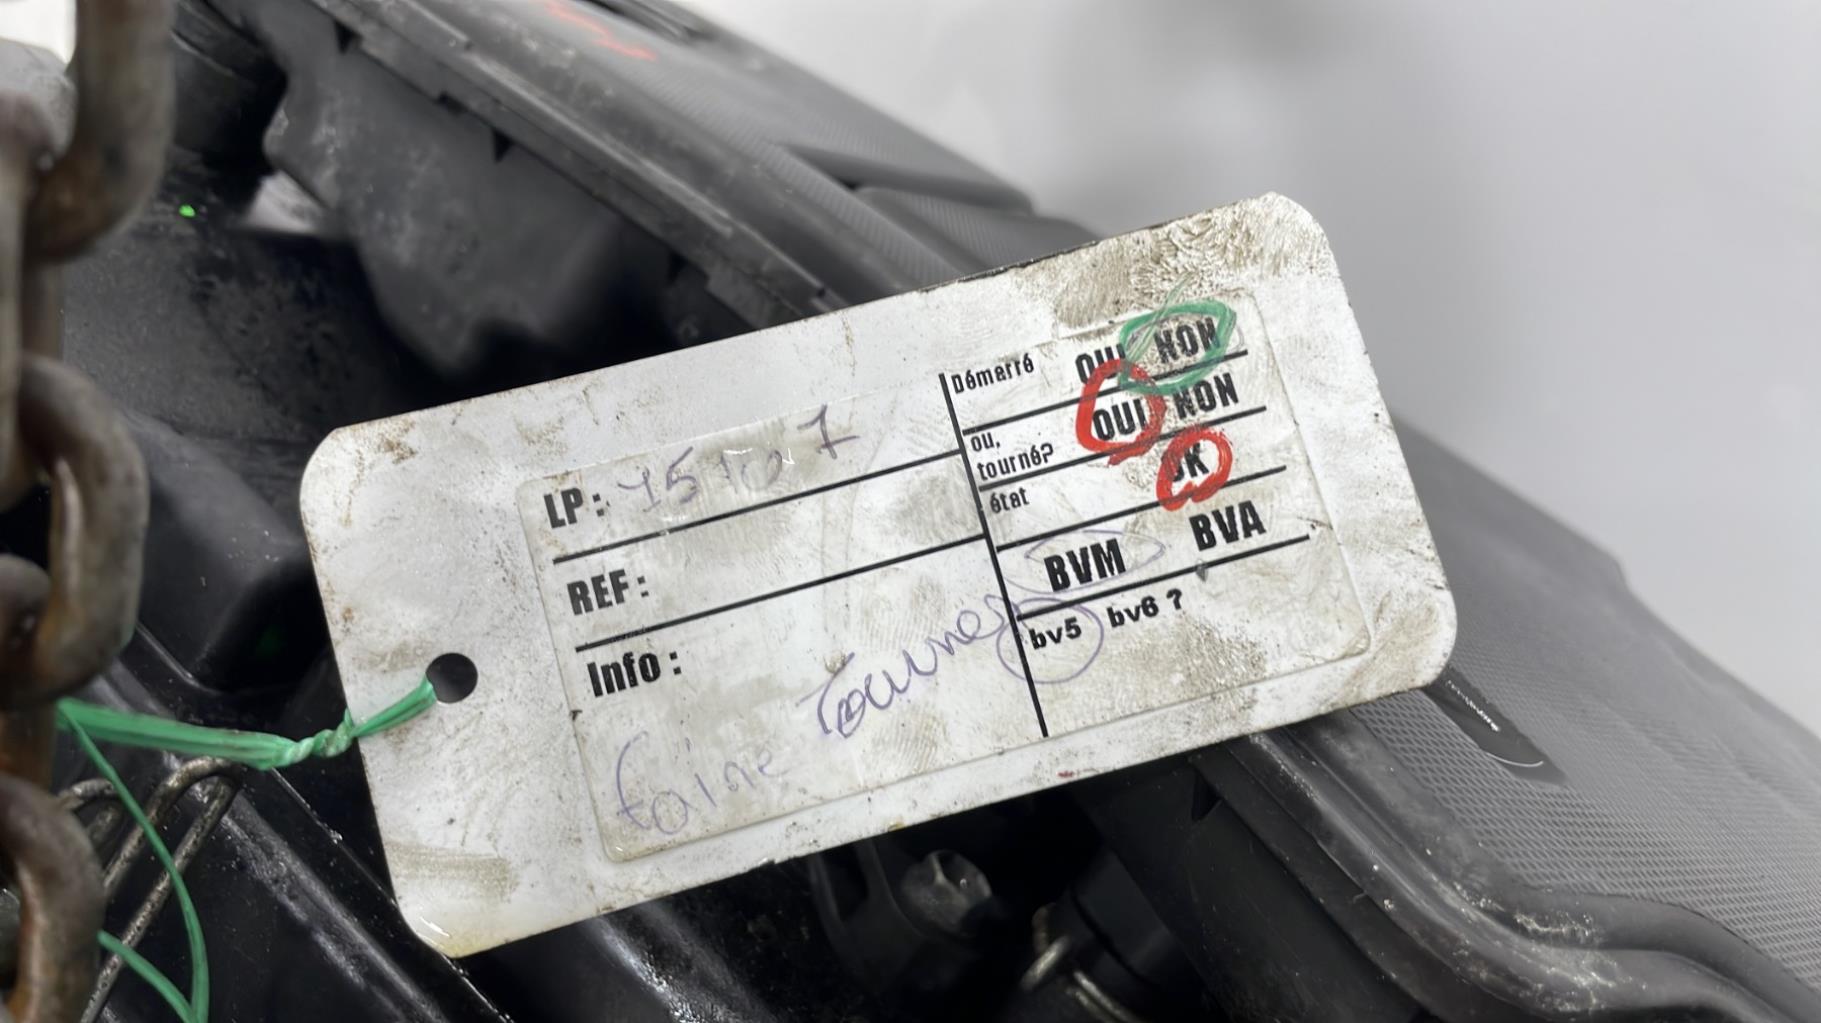 LP : 15107
REF :
Info :
faire tourner
Démarré OUI NON
ou, tourné? OUI NON
état OK
BVM BVA
bv5 bv6 ?